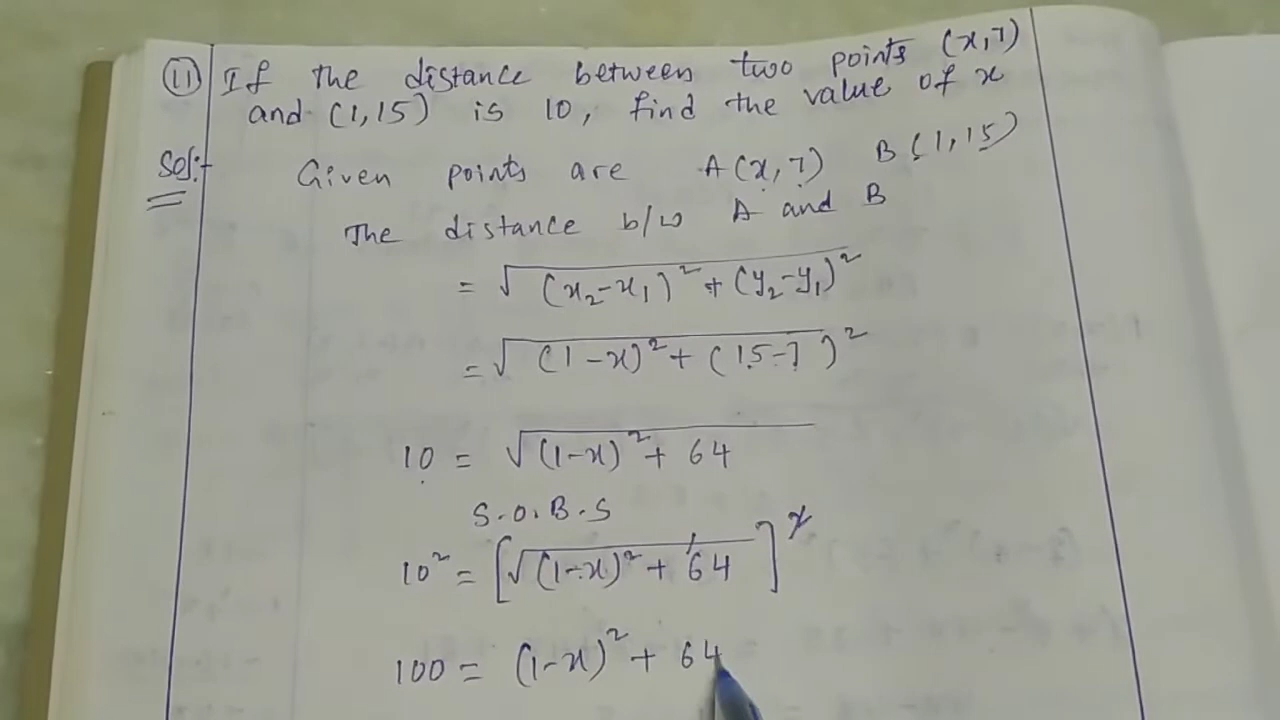 11 If the distance between two points (x,7)
and (1,15) is 10, find the value of x
Sol:- Given points are A(x,7) B(1,15)
The distance b/w A and B
= √(x₂-x₁)² + (y₂-y₁)²
= √(1-x)² + (15-7)²
10 = √(1-x)² + 64
S.O.B.S
10² = [√(1-x)² + 64]²
100 = (1-x)² + 64